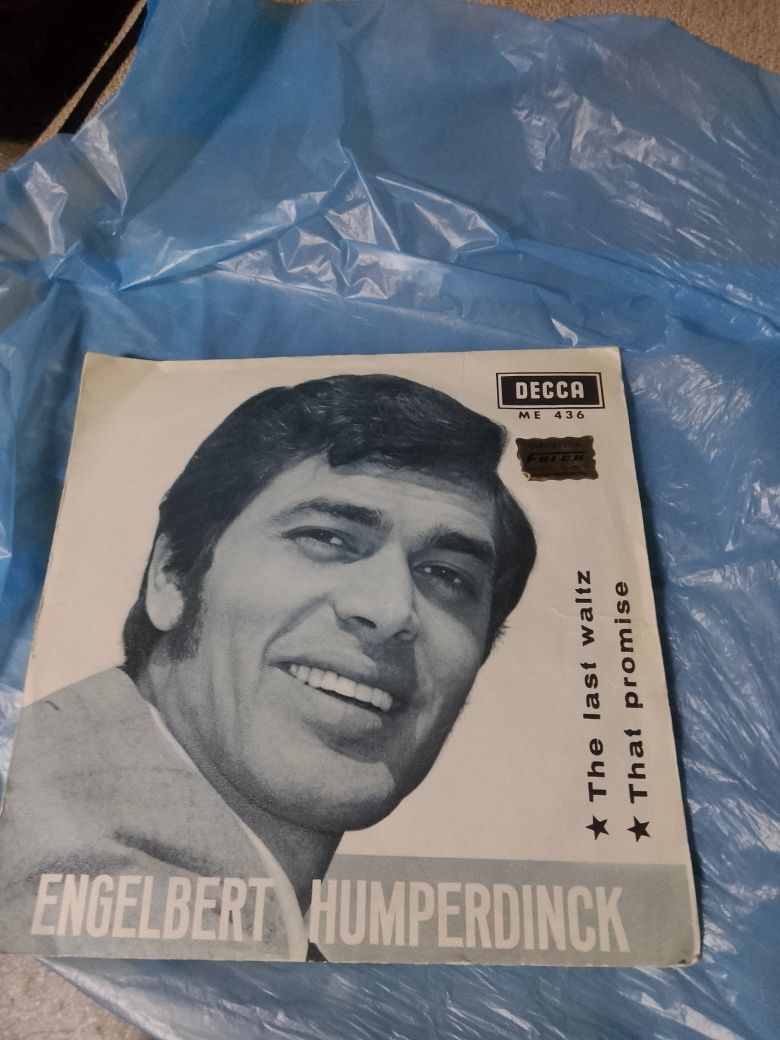 DECCA
ME 436
★ The last waltz
★ That promise
ENGELBERT HUMPERDINCK